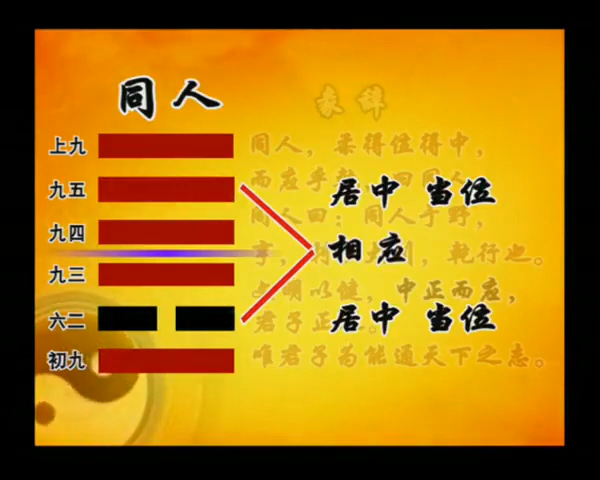 同人
彖辞
上九
同人，柔得位得中，
九五
而应乎乾，曰同人。
居中 当位
九四
同人曰：同人于野，
相应
亨，利涉大川，乾行也。
九三
文明以健，中正而应，
六二
君子正也。
居中 当位
初九
唯君子为能通天下之志。